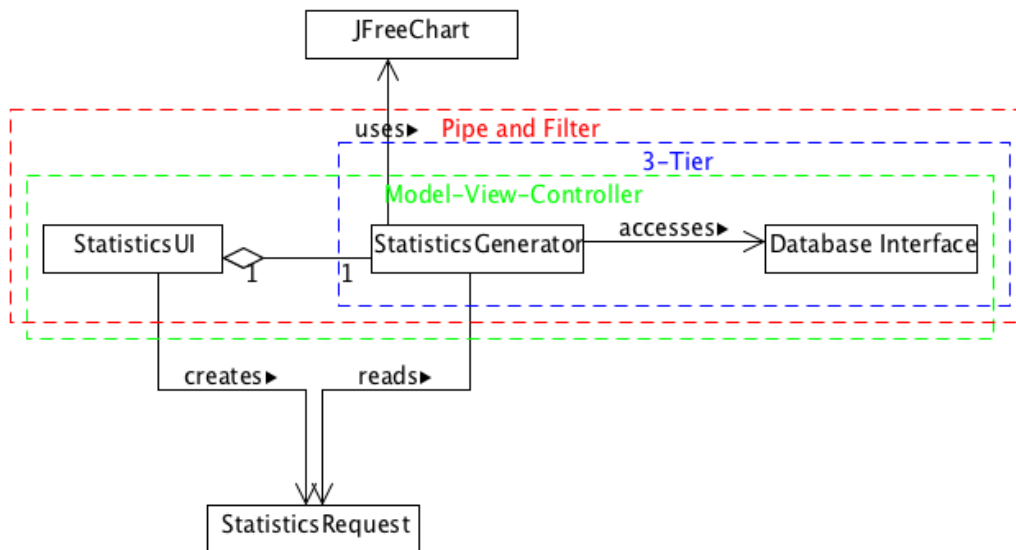 JFreeChart
uses▶
Pipe and Filter
3-Tier
Model-View-Controller
StatisticsUI
1
1
StatisticsGenerator
accesses▶
Database Interface
creates▶
reads▶
StatisticsRequest